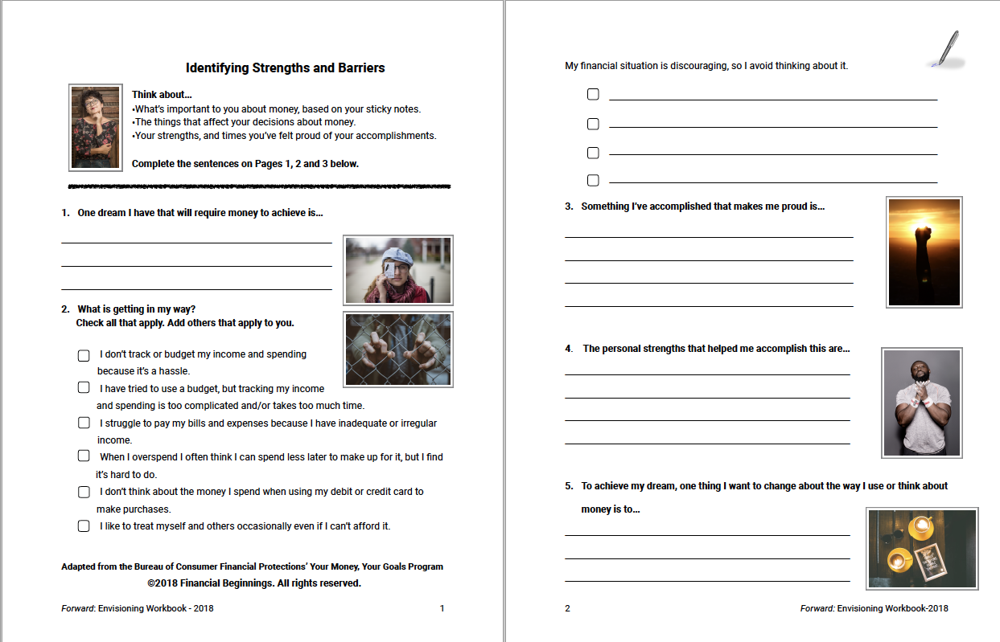 Identifying Strengths and Barriers
Think about...
•What's important to you about money, based on your sticky notes.
•The things that affect your decisions about money.
•Your strengths, and times you've felt proud of your accomplishments.
Complete the sentences on Pages 1, 2 and 3 below.
1. One dream I have that will require money to achieve is...
2. What is getting in my way?
Check all that apply. Add others that apply to you.
I don't track or budget my income and spending
because it's a hassle.
I have tried to use a budget, but tracking my income
and spending is too complicated and/or takes too much time.
I struggle to pay my bills and expenses because I have inadequate or irregular
income.
When I overspend I often think I can spend less later to make up for it, but I find
it's hard to do.
I don't think about the money I spend when using my debit or credit card to
make purchases.
I like to treat myself and others occasionally even if I can't afford it.
Adapted from the Bureau of Consumer Financial Protections' Your Money, Your Goals Program
©2018 Financial Beginnings. All rights reserved.
Forward: Envisioning Workbook - 2018 1
My financial situation is discouraging, so I avoid thinking about it.
3. Something I've accomplished that makes me proud is...
4. The personal strengths that helped me accomplish this are...
5. To achieve my dream, one thing I want to change about the way I use or think about
money is to...
2 Forward: Envisioning Workbook-2018